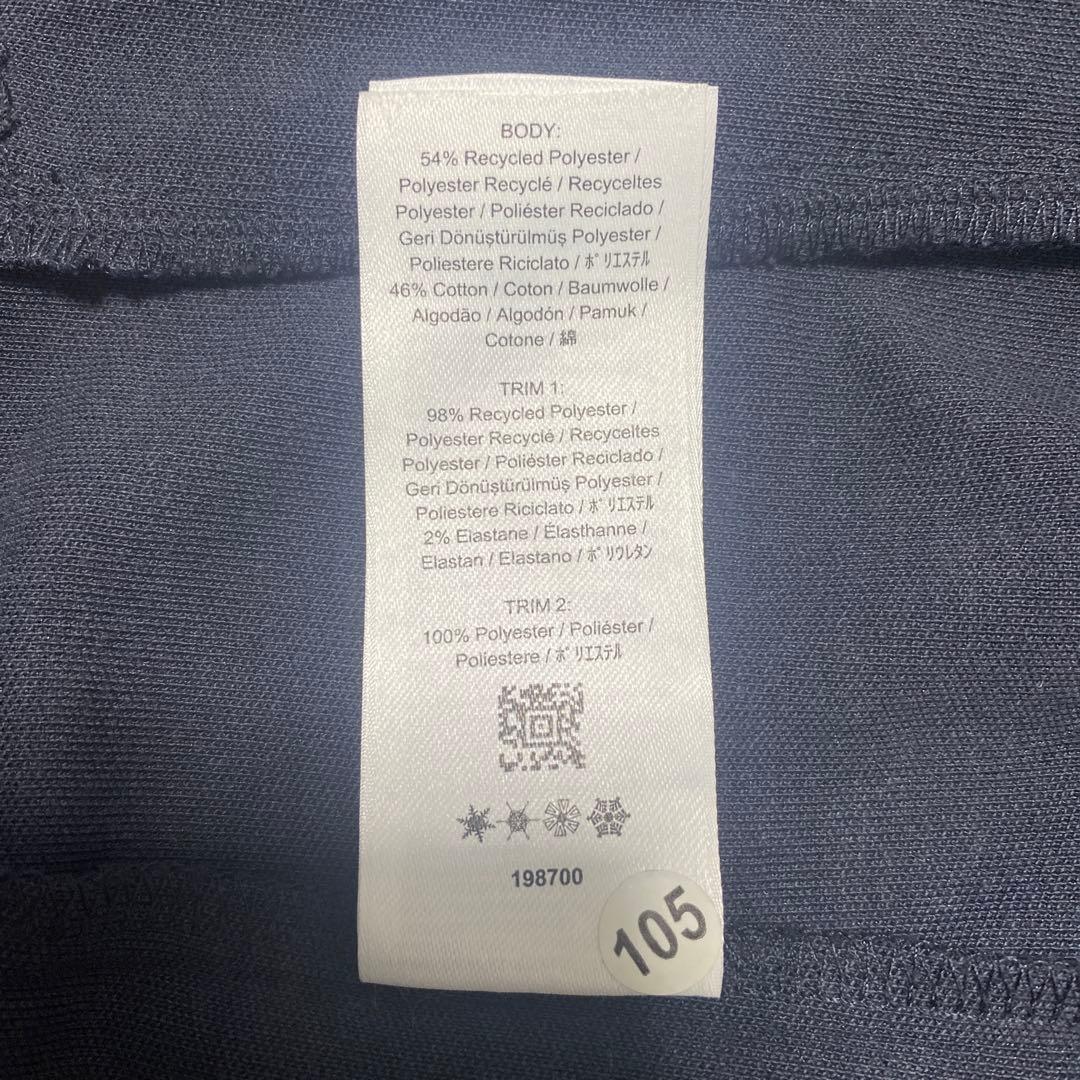 BODY:
54% Recycled Polyester /
Polyester Recyclé / Recyceltes
Polyester / Poliéster Reciclado /
Geri Dönüştürülmüş Polyester /
Poliestere Riciclato / ﾎﾟﾘｴｽﾃﾙ
46% Cotton / Coton / Baumwolle /
Algodão / Algodón / Pamuk /
Cotone / 綿
TRIM 1:
98% Recycled Polyester /
Polyester Recyclé / Recyceltes
Polyester / Poliéster Reciclado /
Geri Dönüştürülmüş Polyester /
Poliestere Riciclato / ﾎﾟﾘｴｽﾃﾙ
2% Elastane / Élasthanne /
Elastan / Elastano / ﾎﾟﾘｳﾚﾀﾝ
TRIM 2:
100% Polyester / Poliéster /
Poliestere / ﾎﾟﾘｴｽﾃﾙ
198700
105